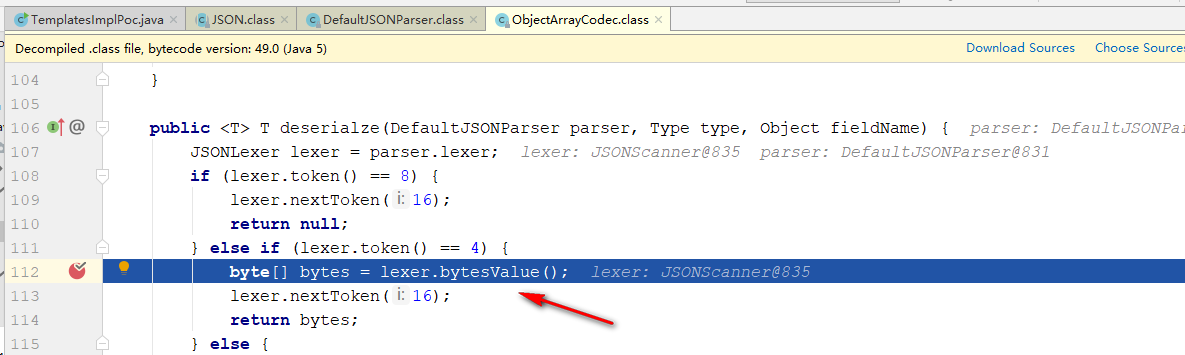 TemplatesImplPoc.java × JSON.class × DefaultJSONParser.class × ObjectArrayCodec.class ×
Decompiled .class file, bytecode version: 49.0 (Java 5) Download Sources Choose Sources
104 }
105
106 public <T> T deserialze(DefaultJSONParser parser, Type type, Object fieldName) { parser: DefaultJSONPar
107 JSONLexer lexer = parser.lexer; lexer: JSONScanner@835 parser: DefaultJSONParser@831
108 if (lexer.token() == 8) {
109 lexer.nextToken( i: 16);
110 return null;
111 } else if (lexer.token() == 4) {
112 byte[] bytes = lexer.bytesValue(); lexer: JSONScanner@835
113 lexer.nextToken( i: 16);
114 return bytes;
115 } else {